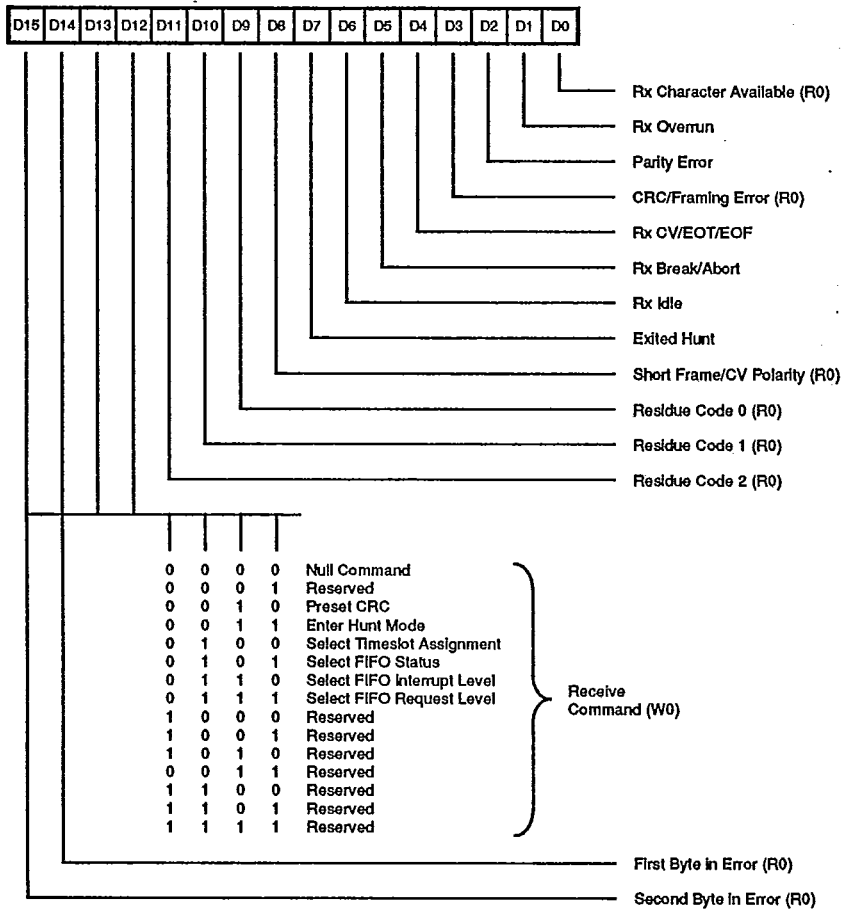 D15 D14 D13 D12 D11 D10 D9 D8 D7 D6 D5 D4 D3 D2 D1 D0
Rx Character Available (R0)
Rx Overrun
Parity Error
CRC/Framing Error (R0)
Rx CV/EOT/EOF
Rx Break/Abort
Rx Idle
Exited Hunt
Short Frame/CV Polarity (R0)
Residue Code 0 (R0)
Residue Code 1 (R0)
Residue Code 2 (R0)
0 0 0 0 Null Command
0 0 0 1 Reserved
0 0 1 0 Preset CRC
0 0 1 1 Enter Hunt Mode
0 1 0 0 Select Timeslot Assignment
0 1 0 1 Select FIFO Status
0 1 1 0 Select FIFO Interrupt Level
0 1 1 1 Select FIFO Request Level
1 0 0 0 Reserved
1 0 0 1 Reserved
1 0 1 0 Reserved
0 0 1 1 Reserved
1 1 0 0 Reserved
1 1 0 1 Reserved
1 1 1 1 Reserved
Receive
Command (W0)
First Byte in Error (R0)
Second Byte in Error (R0)